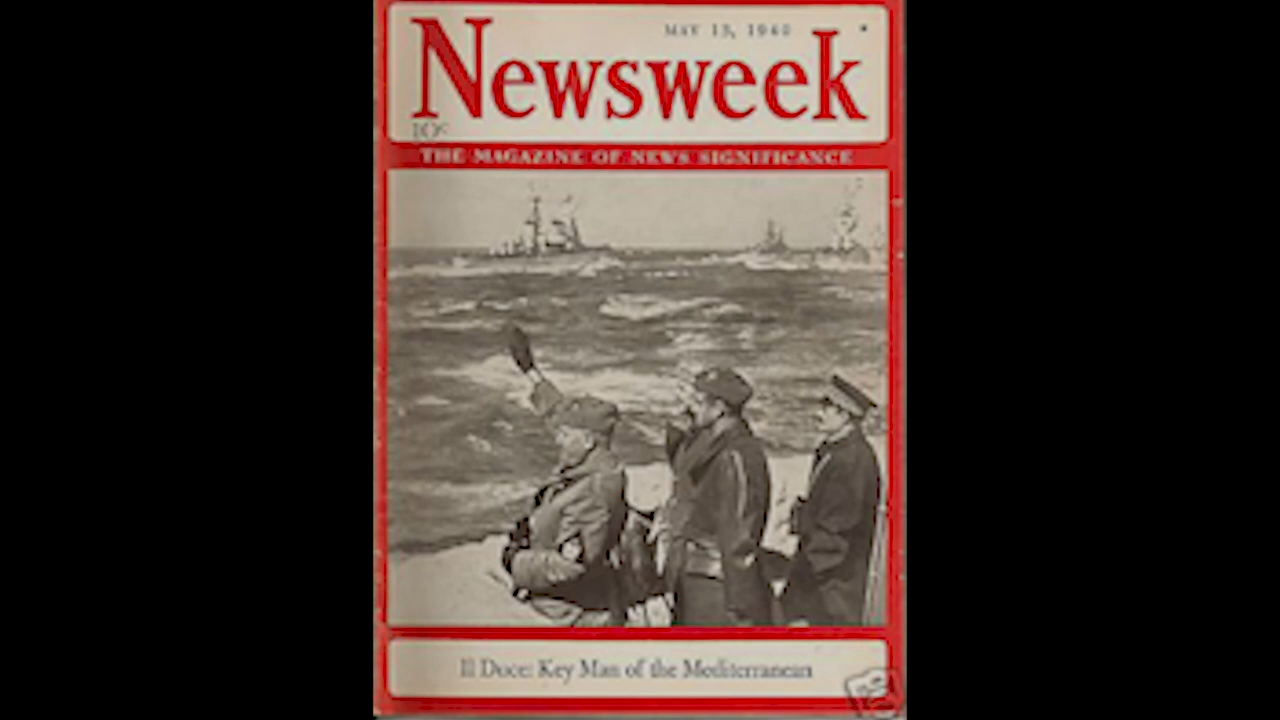 MAY 13, 1940
Newsweek
10¢
THE MAGAZINE OF NEWS SIGNIFICANCE
Il Duce: Key Man of the Mediterranean